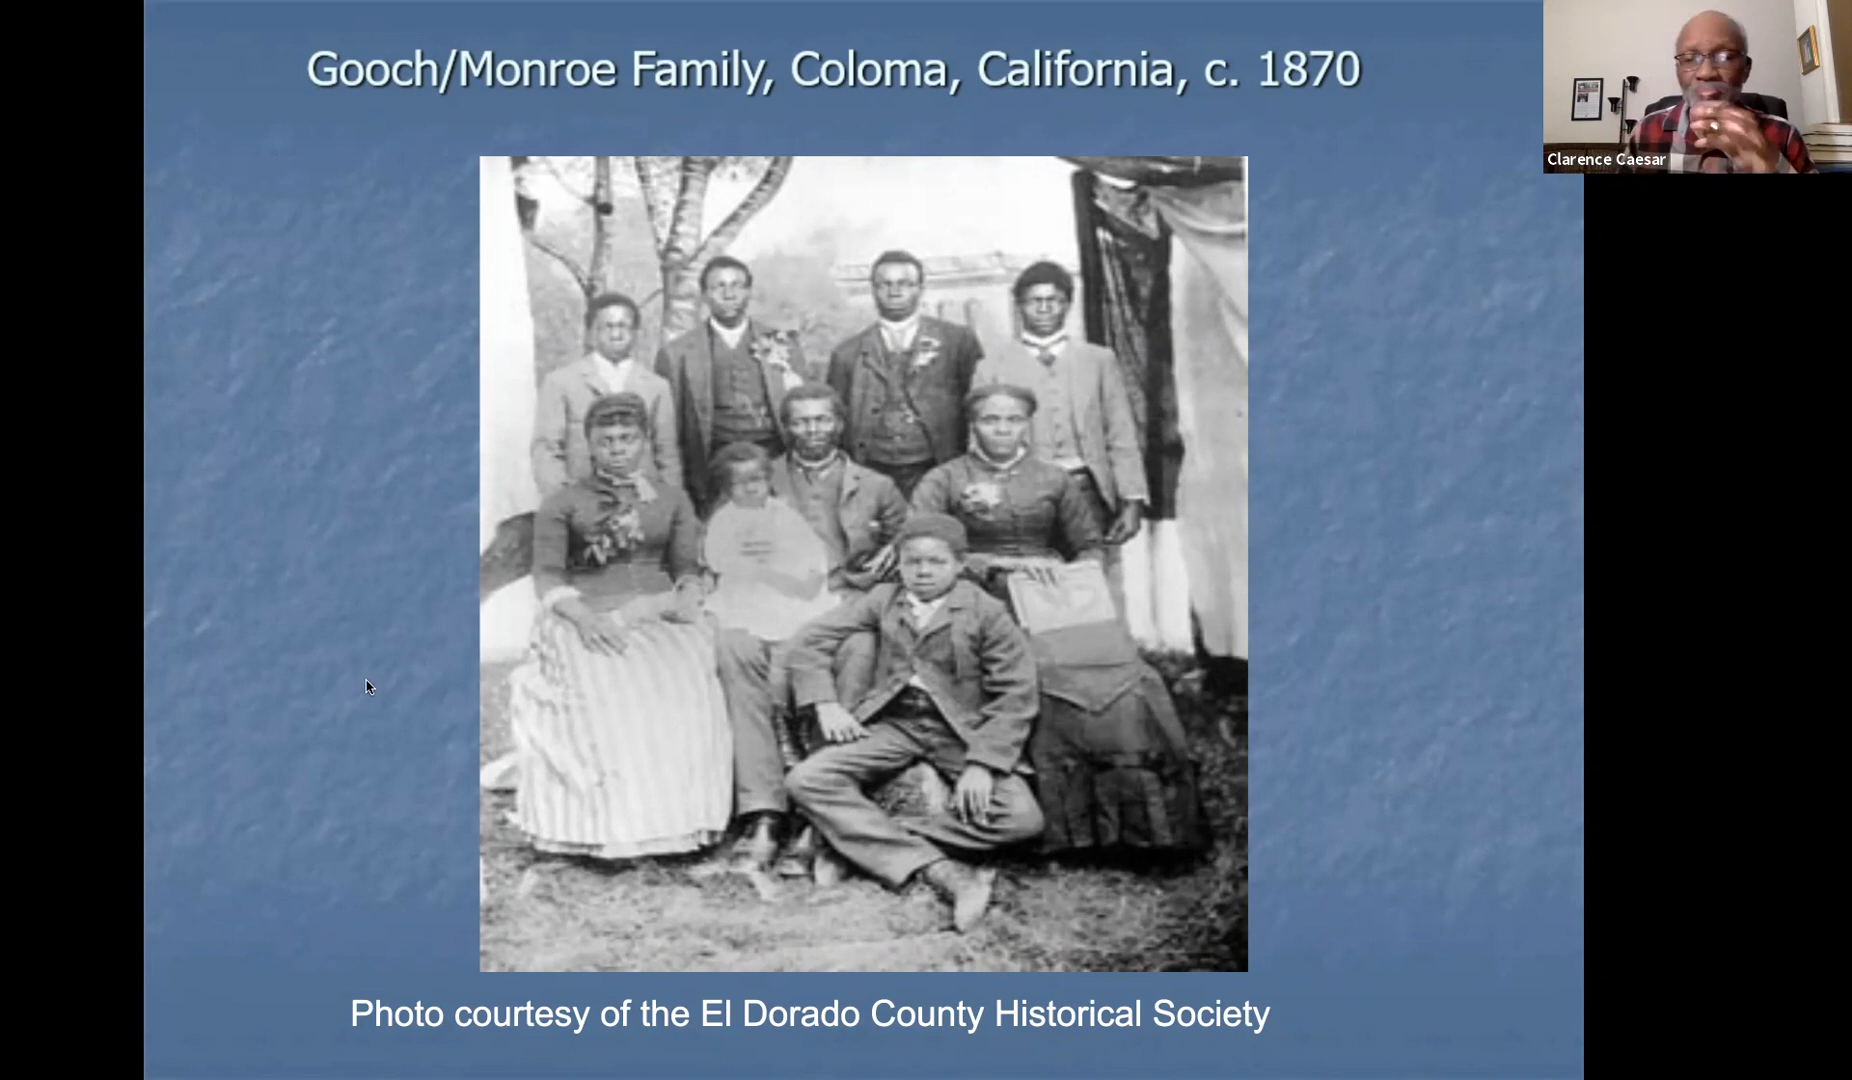 Gooch/Monroe Family, Coloma, California, c. 1870
Clarence Caesar
Photo courtesy of the El Dorado County Historical Society